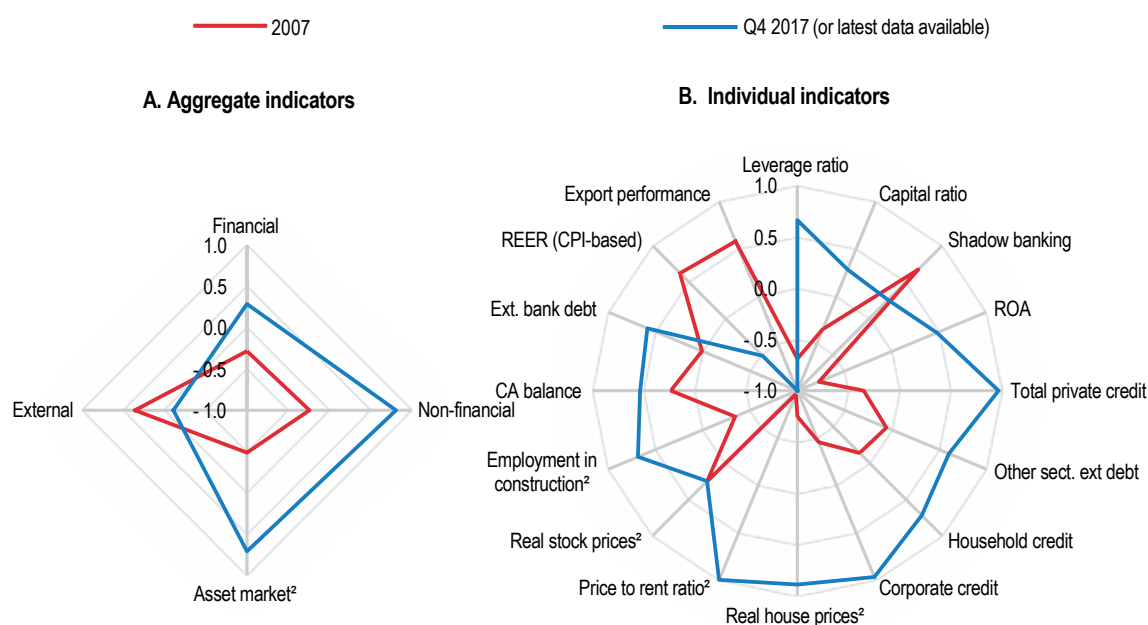 2007
Q4 2017 (or latest data available)
A. Aggregate indicators
B. Individual indicators
Financial
1.0
0.5
0.0
-0.5
-1.0
External
Non-financial
Asset market²
Leverage ratio
1.0
0.5
0.0
-0.5
-1.0
Capital ratio
Shadow banking
ROA
Total private credit
Other sect. ext debt
Household credit
Corporate credit
Real house prices²
Price to rent ratio²
Real stock prices²
Employment in
construction²
CA balance
Ext. bank debt
REER (CPI-based)
Export performance